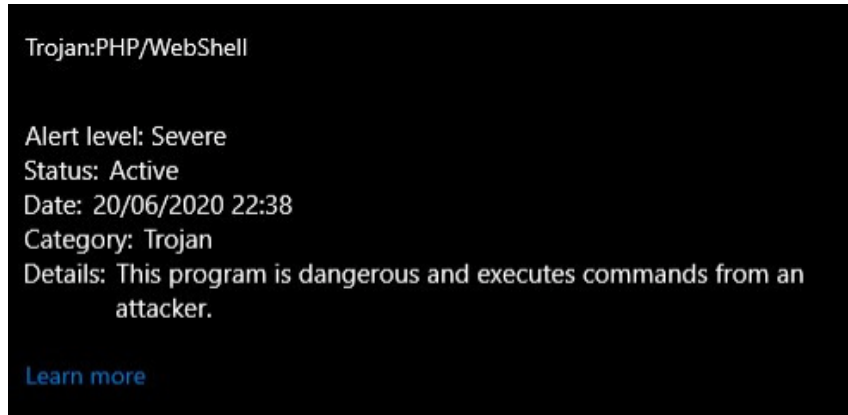 Trojan:PHP/WebShell
Alert level: Severe
Status: Active
Date: 20/06/2020 22:38
Category: Trojan
Details: This program is dangerous and executes commands from an
attacker.
Learn more